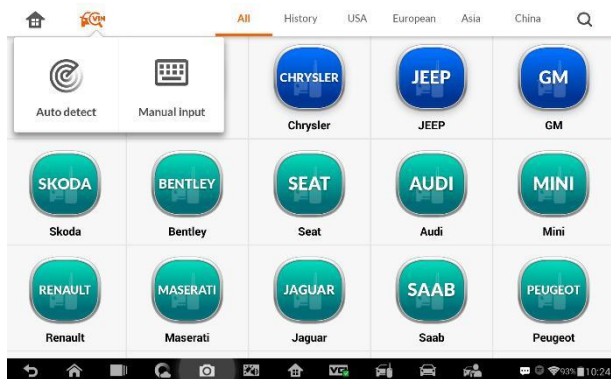 VIN All History USA European Asia China
Auto detect Manual input
CHRYSLER JEEP GM
Chrysler JEEP GM
SKODA BENTLEY SEAT AUDI MINI
Skoda Bentley Seat Audi Mini
RENAULT MASERATI JAGUAR SAAB PEUGEOT
Renault Maserati Jaguar Saab Peugeot
93% 10:24